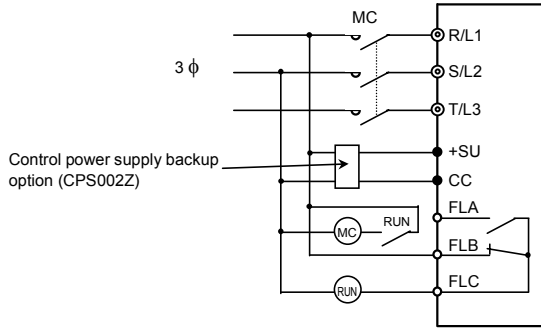 MC
R/L1
3 ϕ
S/L2
T/L3
Control power supply backup
option (CPS002Z)
+SU
CC
FLA
MC
RUN
FLB
RUN
FLC